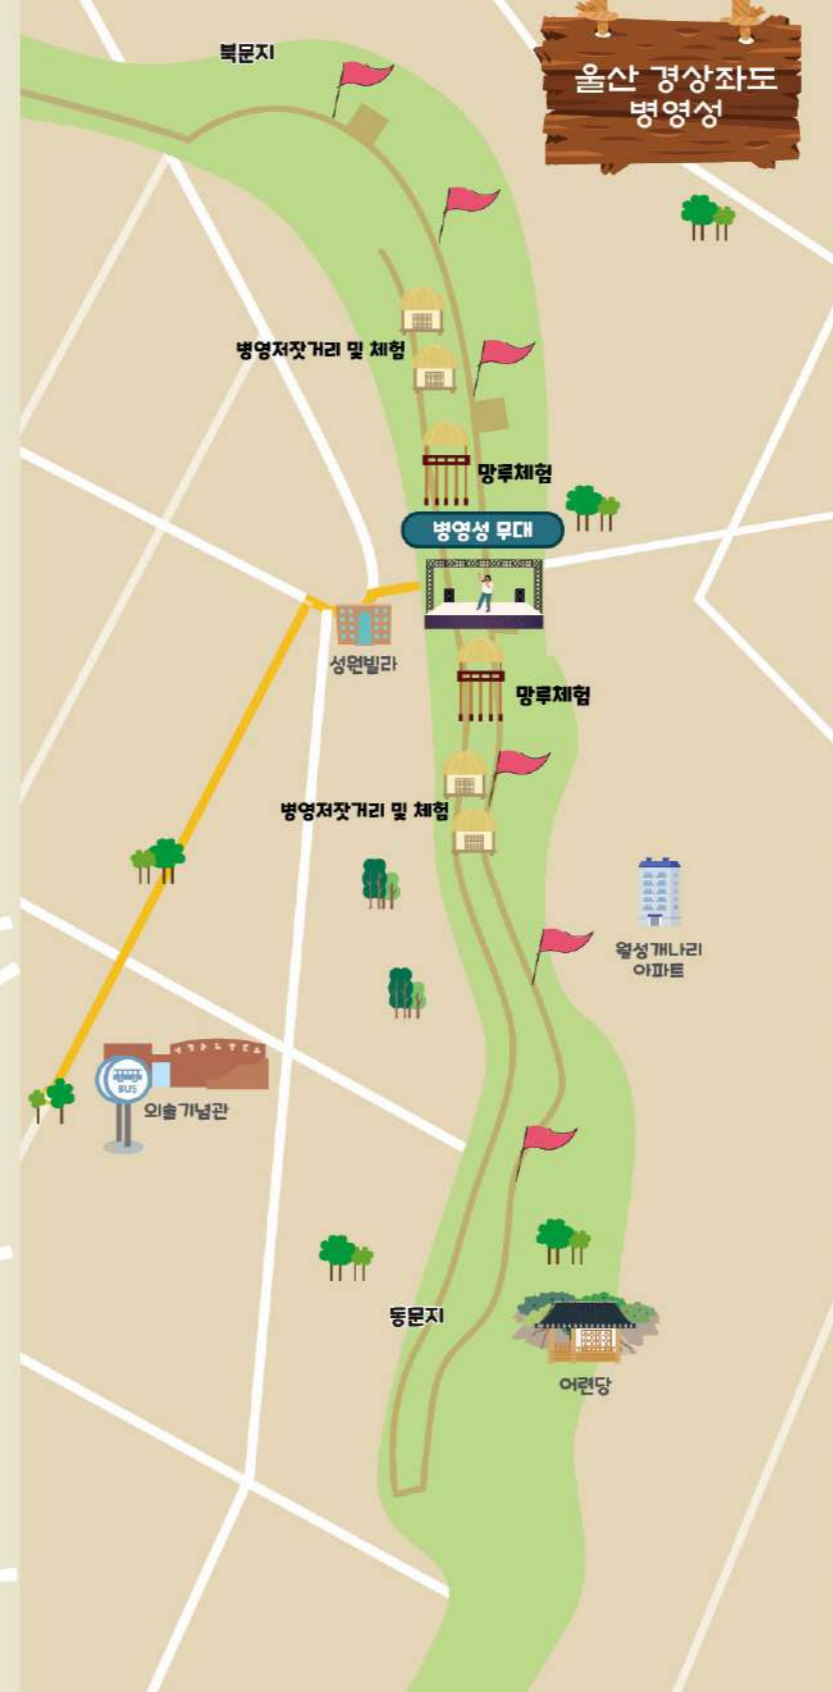 북문지
울산 경상좌도
병영성
병영저잣거리 및 체험
망루체험
병영성 무대
성원빌라
망루체험
병영저잣거리 및 체험
월성개나리
아파트
BUS
외솔기념관
동문지
어련당